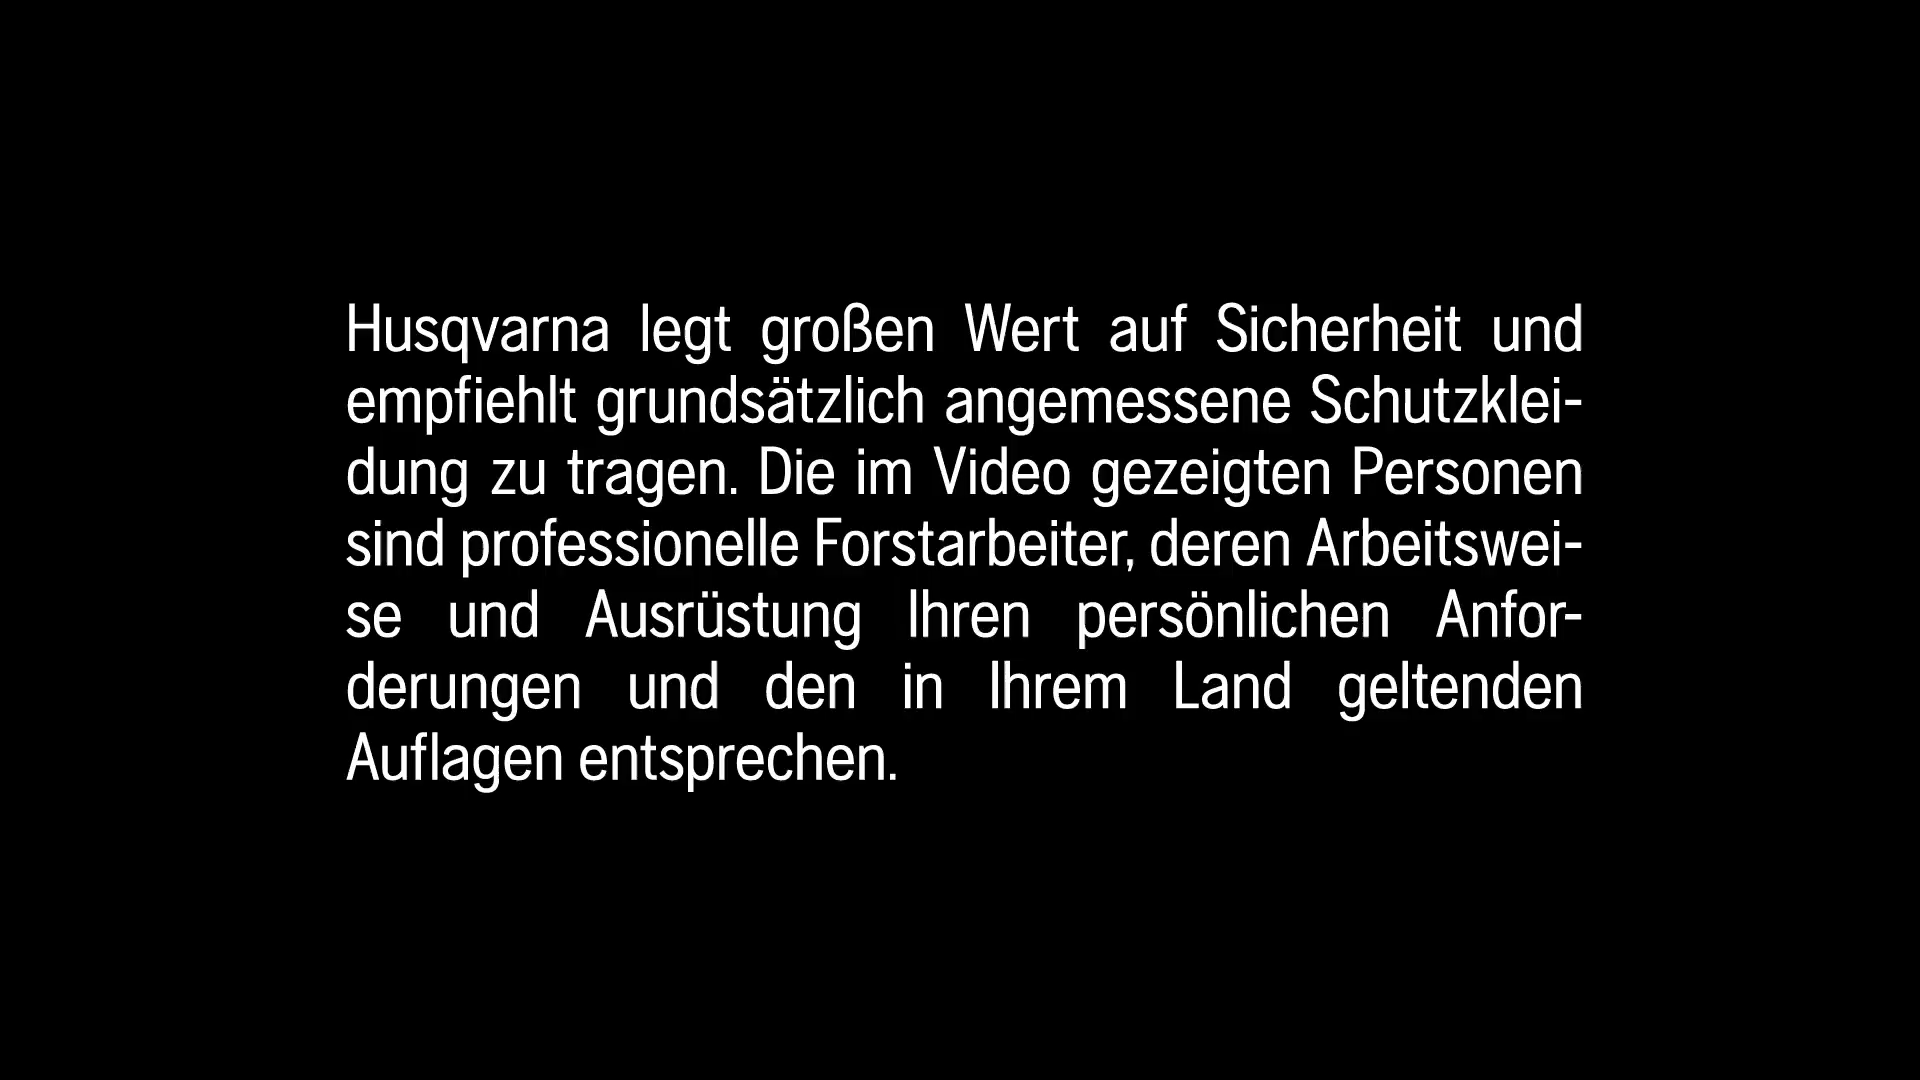 Husqvarna legt großen Wert auf Sicherheit und
empfiehlt grundsätzlich angemessene Schutzklei-
dung zu tragen. Die im Video gezeigten Personen
sind professionelle Forstarbeiter, deren Arbeitswei-
se und Ausrüstung Ihren persönlichen Anfor-
derungen und den in Ihrem Land geltenden
Auflagen entsprechen.